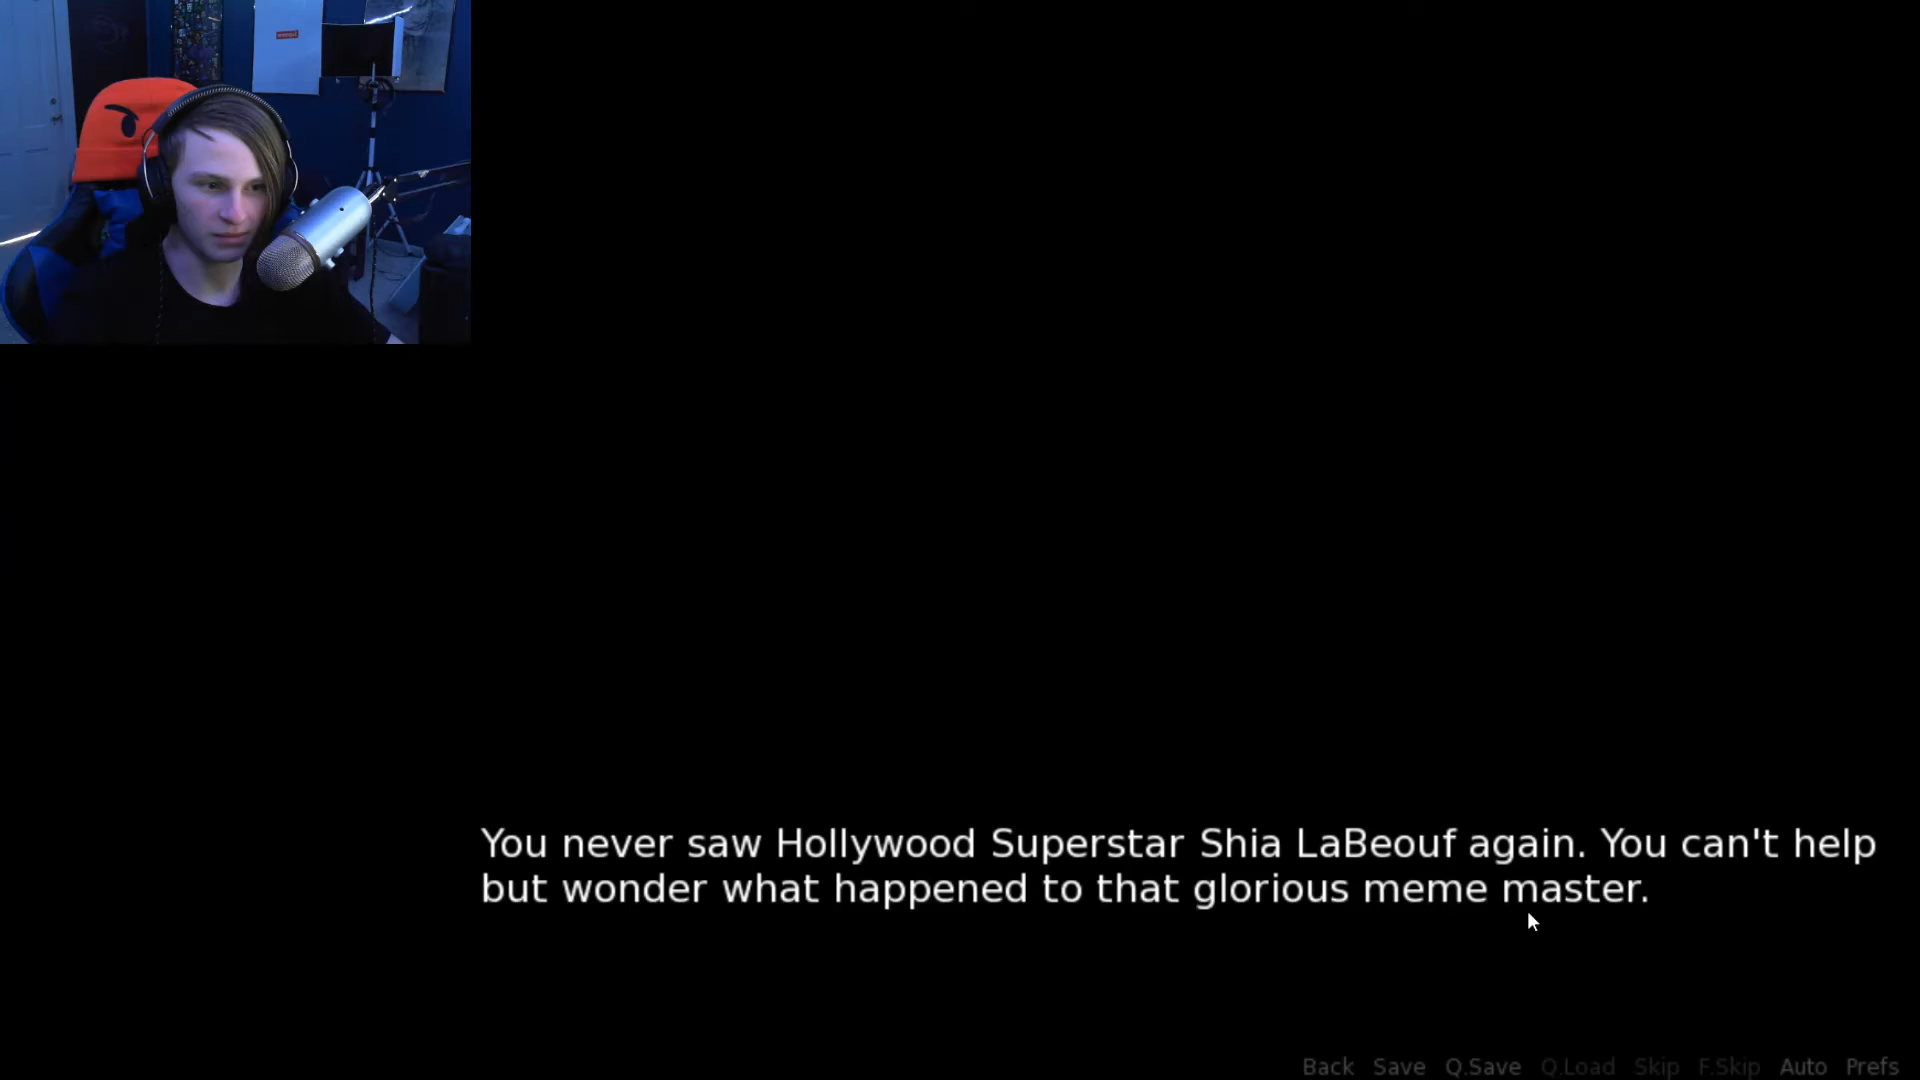 You never saw Hollywood Superstar Shia LaBeouf again. You can't help
but wonder what happened to that glorious meme master.
Back Save Q.Save Q.Load Skip F.Skip Auto Prefs